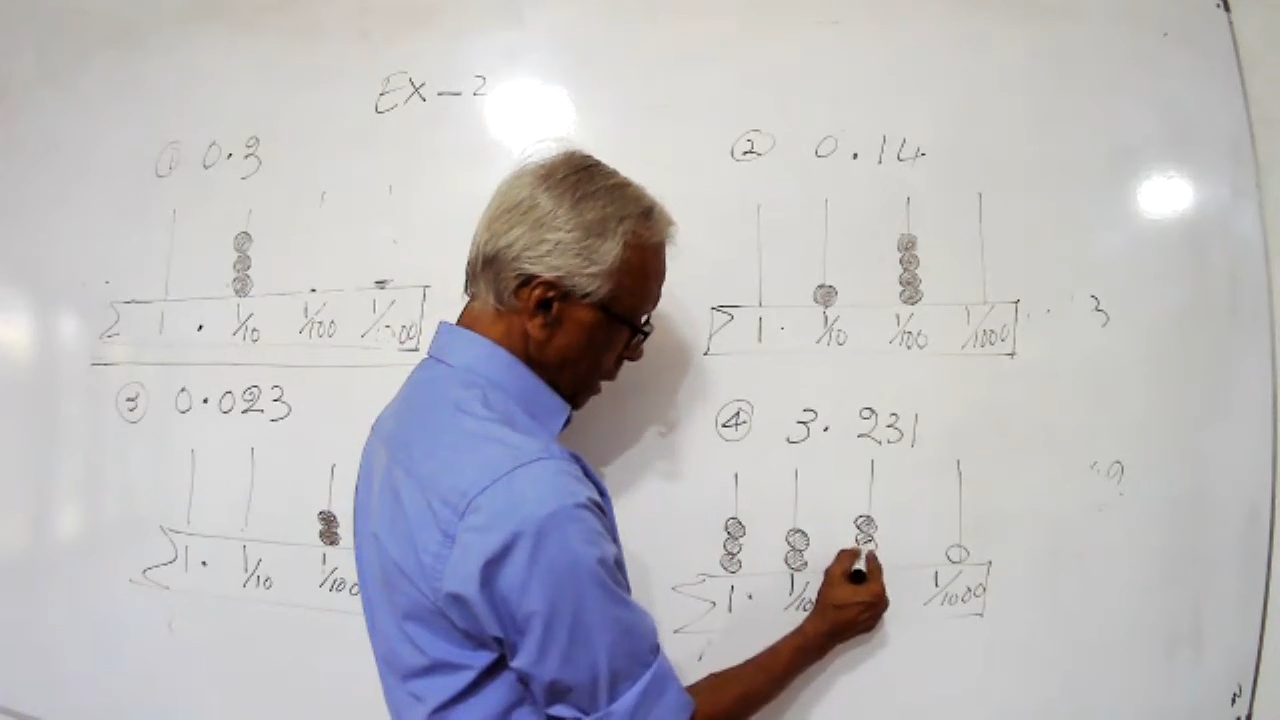 EX - 2
① 0.3
1 . 1/10 1/100 1/1000
② 0.14
1 . 1/10 1/100 1/1000 ... 3
③ 0.023
1 . 1/10 1/100
④ 3.231
1 . 1/10 1/1000